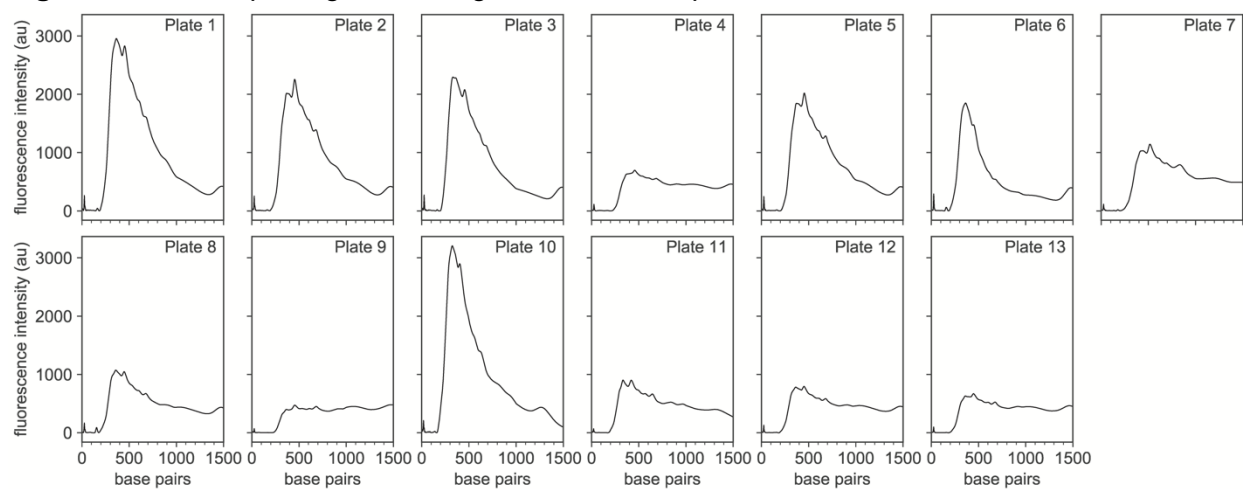 Plate 1 Plate 2 Plate 3 Plate 4 Plate 5 Plate 6 Plate 7
fluorescence intensity (au)
3000
2000
1000
0
Plate 8 Plate 9 Plate 10 Plate 11 Plate 12 Plate 13
fluorescence intensity (au)
3000
2000
1000
0
0 500 1000 1500 0 500 1000 1500 0 500 1000 1500 0 500 1000 1500 0 500 1000 1500 0 500 1000 1500
base pairs base pairs base pairs base pairs base pairs base pairs